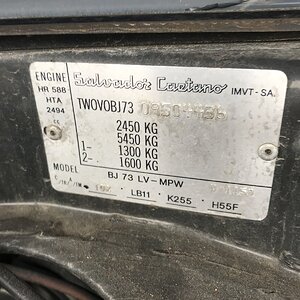 ENGINE Salvador Caetano IMVT-SA.
HR 588
HTA TWOVOBJ73
2494
cc 2450 KG
5450 KG
1- 1300 KG
2- 1600 KG
MODEL BJ 73 LV-MPW
LB11 K255 H55F